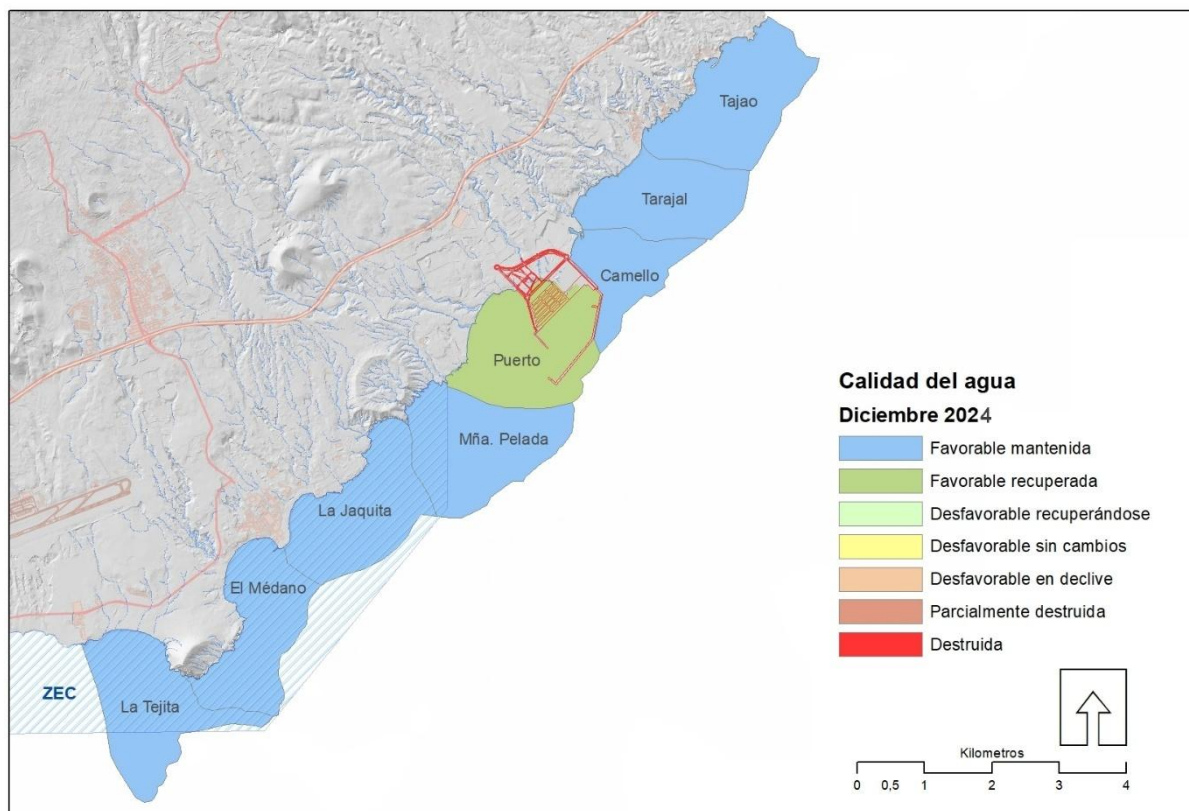 Tajao
Tarajal
Camello
Puerto
Mña. Pelada
La Jaquita
El Médano
ZEC
La Tejita
Calidad del agua
Diciembre 2024
Favorable mantenida
Favorable recuperada
Desfavorable recuperándose
Desfavorable sin cambios
Desfavorable en declive
Parcialmente destruida
Destruida
Kilometros
0 0,5 1 2 3 4